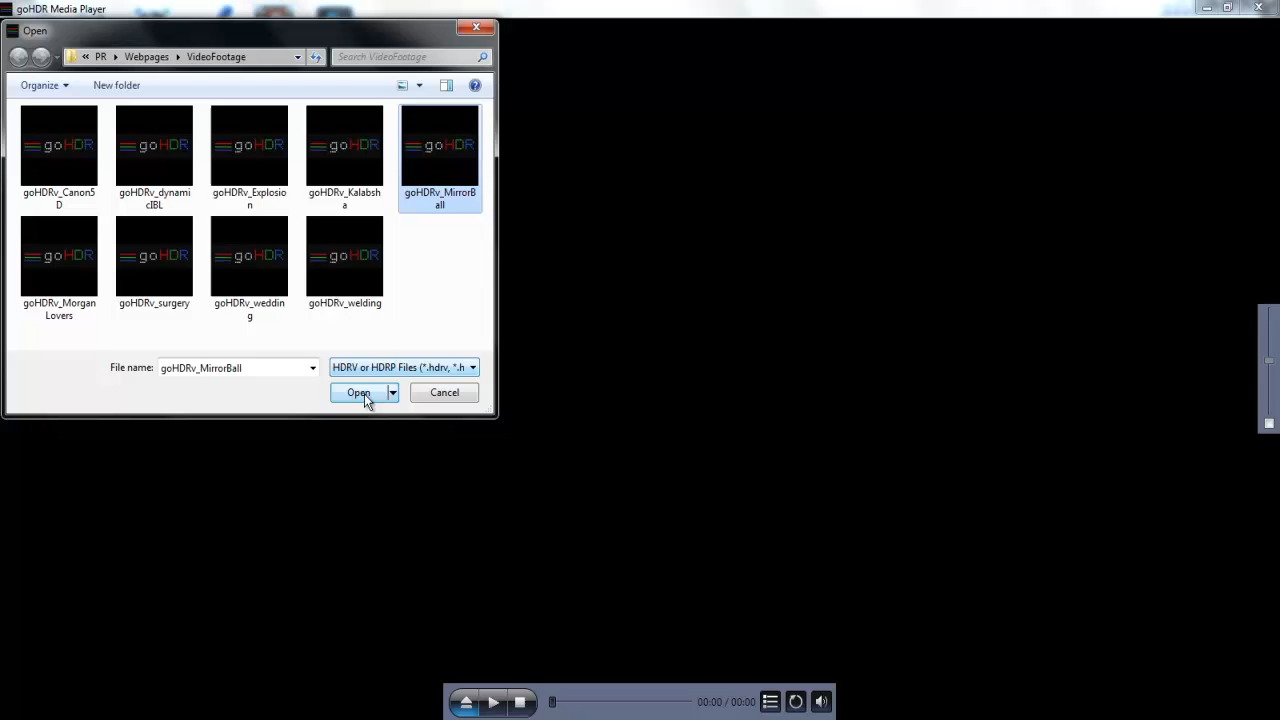 goHDR Media Player
Open
« PR ▸ Webpages ▸ VideoFootage
Search VideoFootage
Organize
New folder
goHDR
goHDR
goHDR
goHDR
goHDR
goHDRv_Canon5
D
goHDRv_dynami
cIBL
goHDRv_Explosio
n
goHDRv_Kalabsh
a
goHDRv_MirrorB
all
goHDR
goHDR
goHDR
goHDR
goHDRv_Morgan
Lovers
goHDRv_surgery
goHDRv_weddin
g
goHDRv_welding
File name:
goHDRv_MirrorBall
HDRV or HDRP Files (*.hdrv, *.h
Open
Cancel
00:00 / 00:00